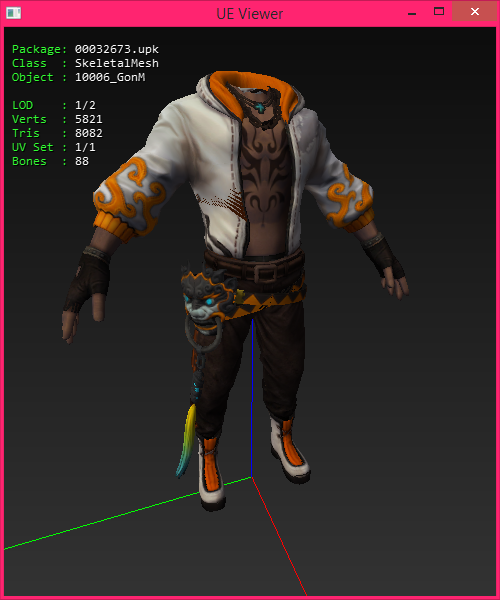 UE Viewer
Package: 00032673.upk
Class : SkeletalMesh
Object : 10006_GonM
LOD : 1/2
Verts : 5821
Tris : 8082
UV Set : 1/1
Bones : 88